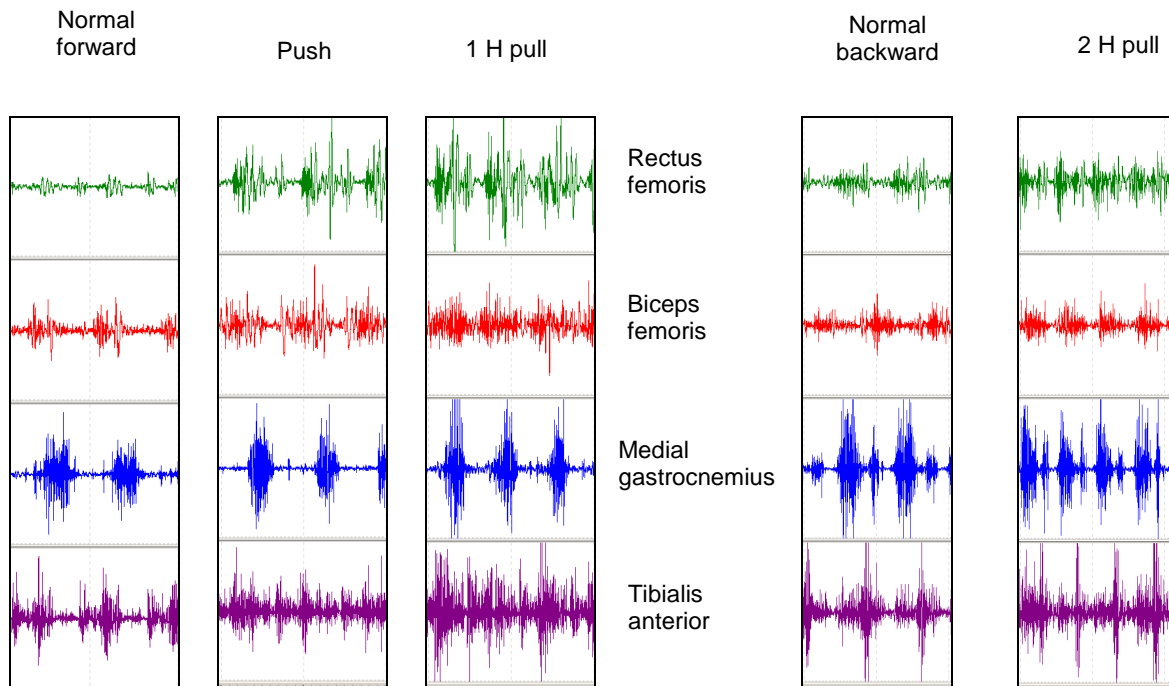 Normal
forward
Push
1 H pull
Normal
backward
2 H pull
Rectus
femoris
Biceps
femoris
Medial
gastrocnemius
Tibialis
anterior